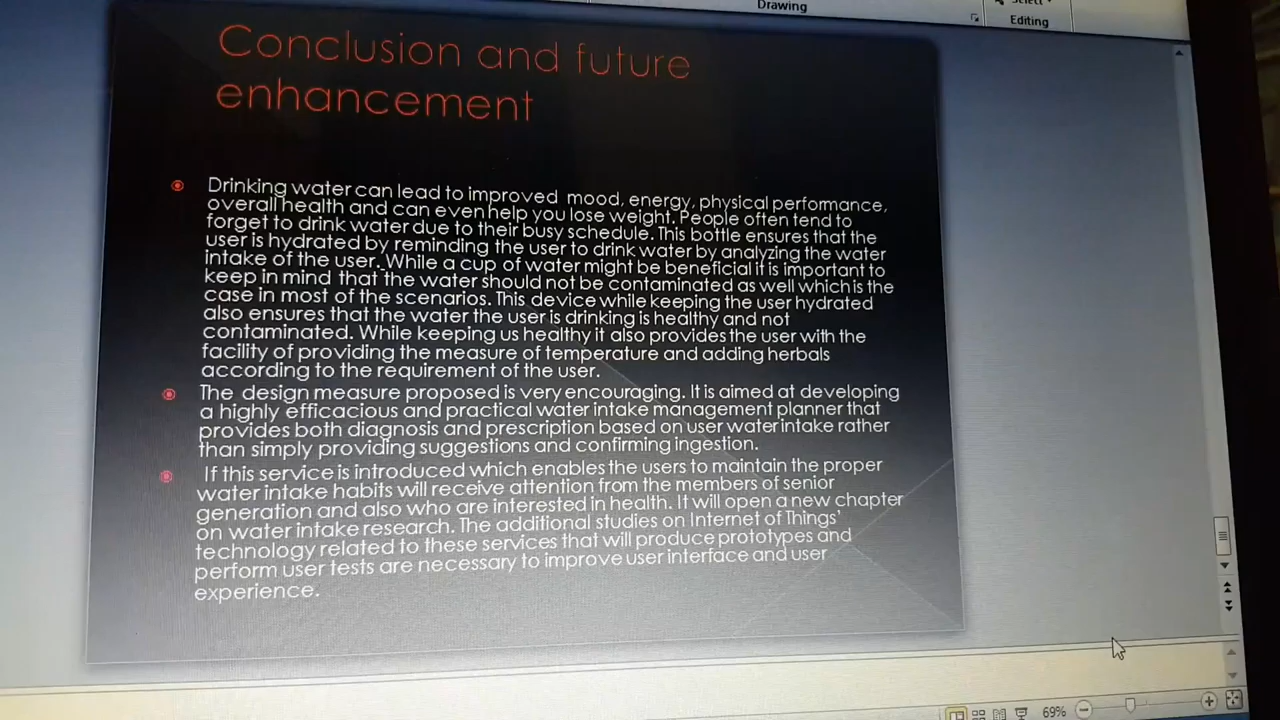 Drawing
Editing
Conclusion and future
enhancement
Drinking water can lead to improved mood, energy, physical performance,
overall health and can even help you lose weight. People often tend to
forget to drink water due to their busy schedule. This bottle ensures that the
user is hydrated by reminding the user to drink water by analyzing the water
intake of the user. While a cup of water might be beneficial it is important to
keep in mind that the water should not be contaminated as well which is the
case in most of the scenarios. This device while keeping the user hydrated
also ensures that the water the user is drinking is healthy and not
contaminated. While keeping us healthy it also provides the user with the
facility of providing the measure of temperature and adding herbals
according to the requirement of the user.
The design measure proposed is very encouraging. It is aimed at developing
a highly efficacious and practical water intake management planner that
provides both diagnosis and prescription based on user water intake rather
than simply providing suggestions and confirming ingestion.
If this service is introduced which enables the users to maintain the proper
water intake habits will receive attention from the members of senior
generation and also who are interested in health. It will open a new chapter
on water intake research. The additional studies on Internet of Things'
technology related to these services that will produce prototypes and
perform user tests are necessary to improve user interface and user
experience.
69%